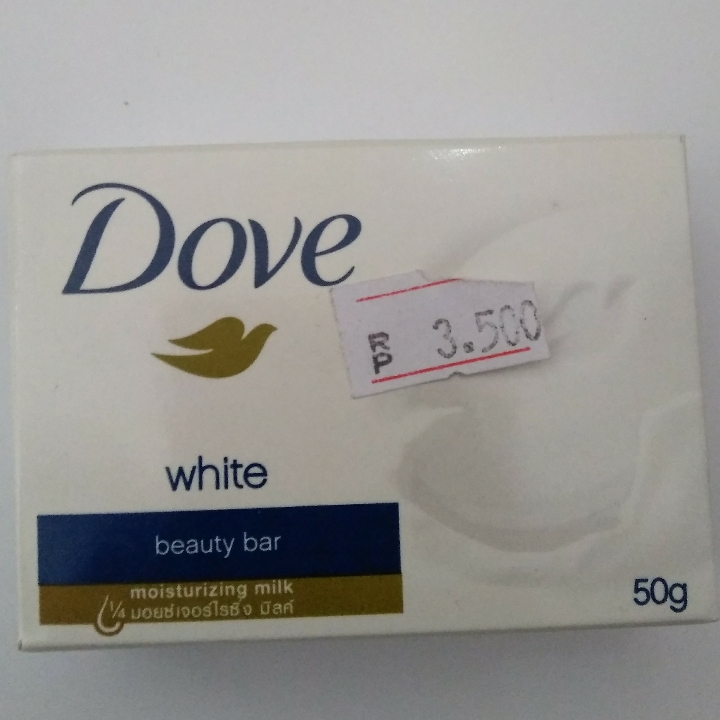 Dove
RP 3.500
white
beauty bar
moisturizing milk
1/4 มอยซ์เจอร์ไรซิ่ง มิลค์
50g